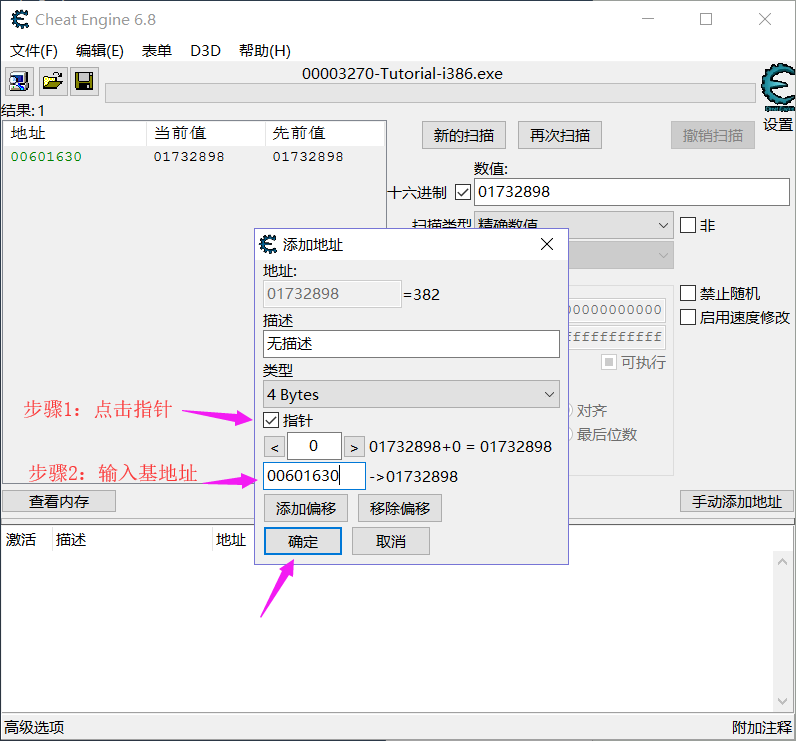 Cheat Engine 6.8
文件(F) 编辑(E) 表单 D3D 帮助(H)
00003270-Tutorial-i386.exe
结果: 1
设置
地址 当前值 先前值
00601630 01732898 01732898
新的扫描 再次扫描 撤销扫描
数值:
十六进制 01732898
扫描类型 精确数值 非
添加地址
地址:
01732898 =382
描述
无描述
类型
4 Bytes
指针
< 0 > 01732898+0 = 01732898
00601630 ->01732898
添加偏移 移除偏移
确定 取消
禁止随机
启用速度修改
可执行
对齐
最后位数
步骤1：点击指针
步骤2：输入基地址
查看内存 手动添加地址
激活 描述 地址
高级选项 附加注释